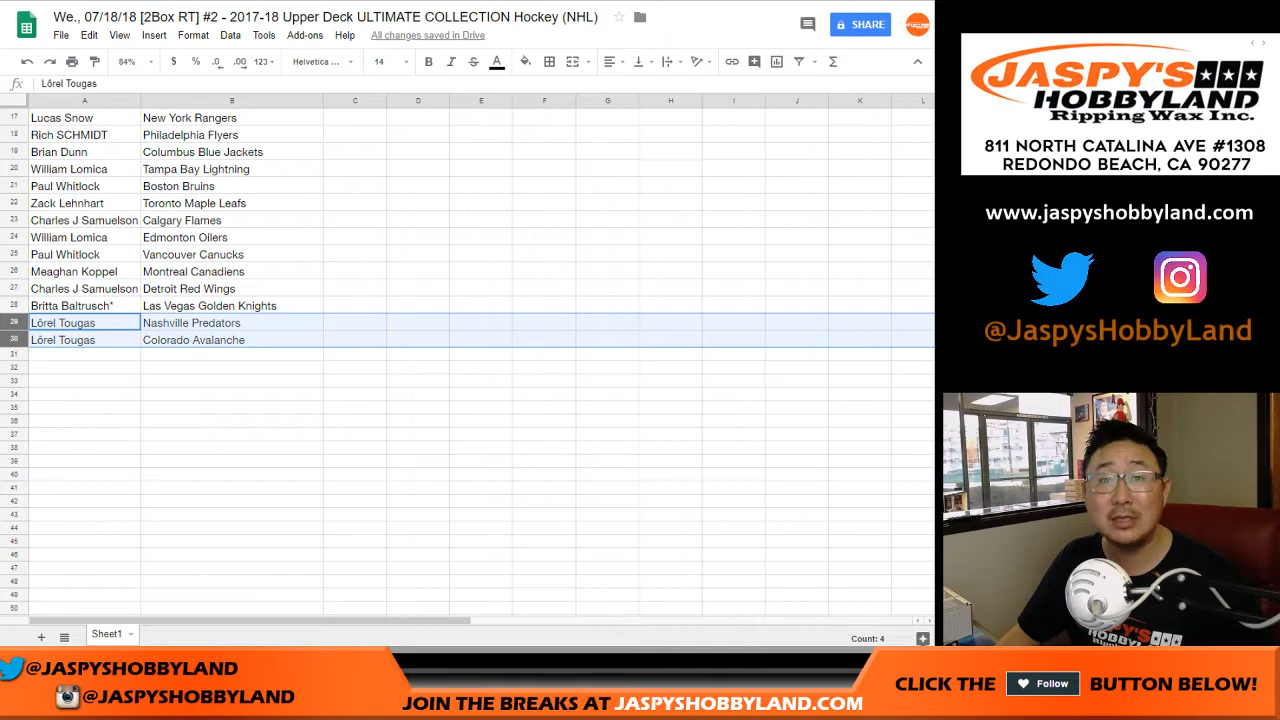 We., 07/18/18 [2Box RT] #2 - 2017-18 Upper Deck ULTIMATE COLLECTION Hockey (NHL)
File Edit View Insert Format Data Tools Add-ons Help All changes saved in Drive
SHARE
84% $ % .0 .00 123 Helvetica ... 14 B I S A
fx Lôrel Tougas
A B C D E F G H I J K L
17 Lucas Snow New York Rangers
18 Rich SCHMIDT Philadelphia Flyers
19 Brian Dunn Columbus Blue Jackets
20 William Lomica Tampa Bay Lightning
21 Paul Whitlock Boston Bruins
22 Zack Lehnhart Toronto Maple Leafs
23 Charles J Samuelson Calgary Flames
24 William Lomica Edmonton Oilers
25 Paul Whitlock Vancouver Canucks
26 Meaghan Koppel Montreal Canadiens
27 Charles J Samuelson Detroit Red Wings
28 Britta Baltrusch* Las Vegas Golden Knights
29 Lôrel Tougas Nashville Predators
30 Lôrel Tougas Colorado Avalanche
31
32
33
34
35
36
37
38
39
40
41
42
43
44
45
46
47
48
49
50
Sheet1
Count: 4
JASPY'S
HOBBYLAND
Ripping Wax Inc.
811 NORTH CATALINA AVE #1308
REDONDO BEACH, CA 90277
www.jaspyshobbyland.com
@JaspysHobbyLand
JASPY'S
HOBBYLAND
@JASPYSHOBBYLAND
@JASPYSHOBBYLAND
JOIN THE BREAKS AT JASPYSHOBBYLAND.COM
CLICK THE Follow BUTTON BELOW!